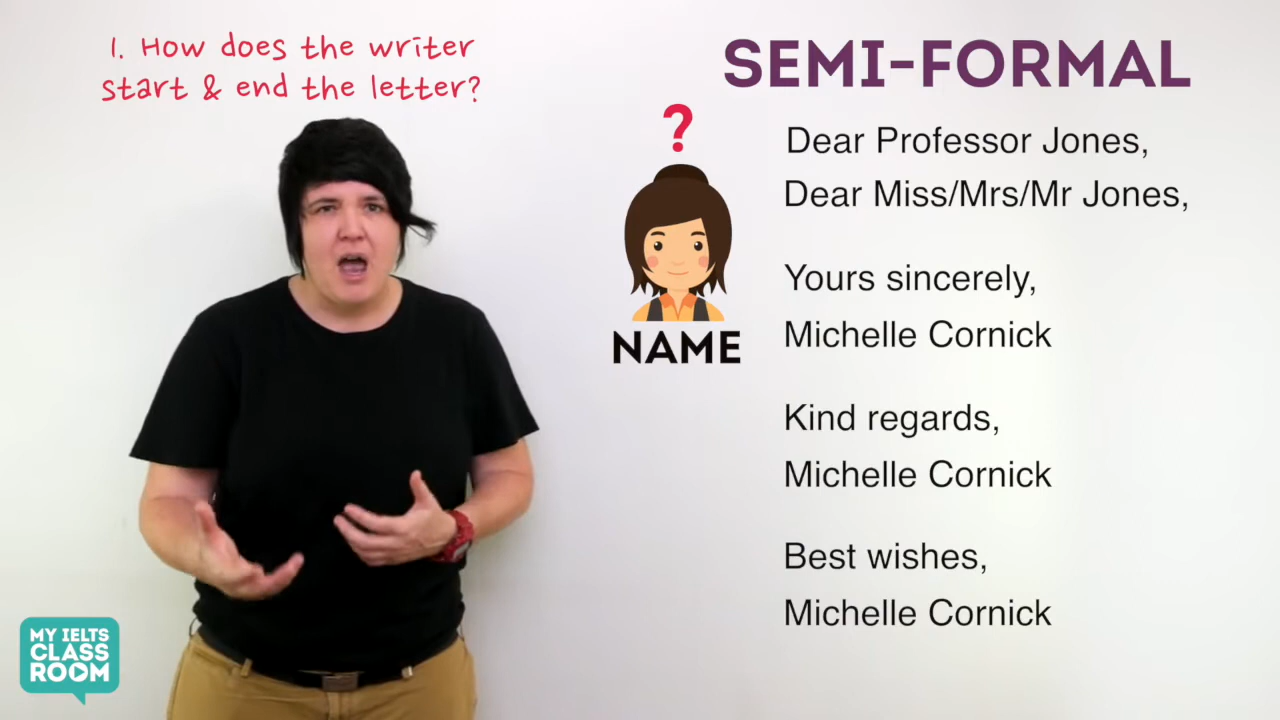 1. How does the writer
start & end the letter?
SEMI-FORMAL
?
NAME
Dear Professor Jones,
Dear Miss/Mrs/Mr Jones,
Yours sincerely,
Michelle Cornick
Kind regards,
Michelle Cornick
Best wishes,
Michelle Cornick
MY IELTS
CLASS
ROOM